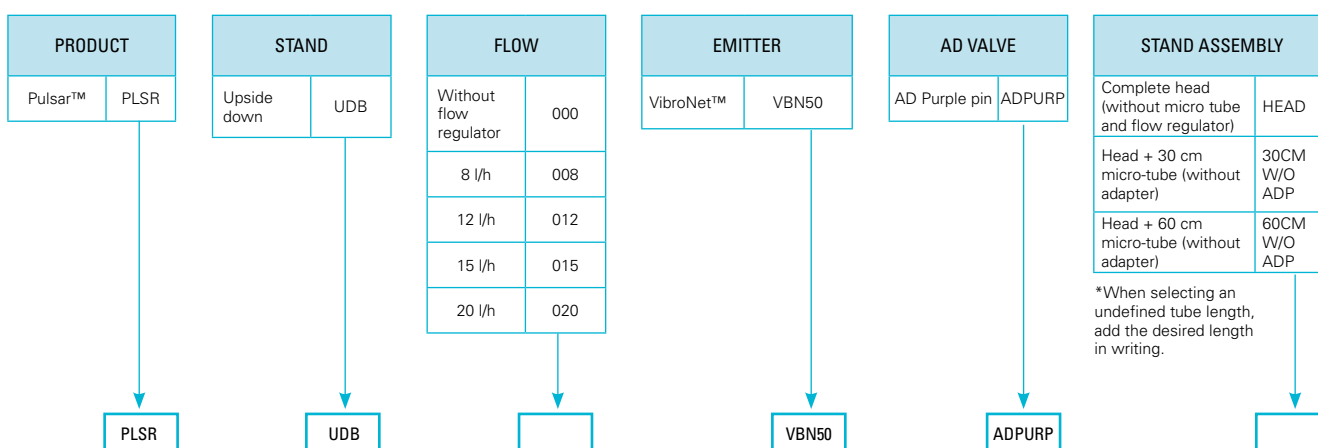 PRODUCT
Pulsar™ PLSR
STAND
Upside
down
UDB
FLOW
Without
flow
regulator
000
8 l/h 008
12 l/h 012
15 l/h 015
20 l/h 020
EMITTER
VibroNet™ VBN50
AD VALVE
AD Purple pin ADPURP
STAND ASSEMBLY
Complete head
(without micro tube
and flow regulator)
HEAD
Head + 30 cm
micro-tube (without
adapter)
30CM
W/O
ADP
Head + 60 cm
micro-tube (without
adapter)
60CM
W/O
ADP
*When selecting an
undefined tube length,
add the desired length
in writing.
PLSR UDB VBN50 ADPURP